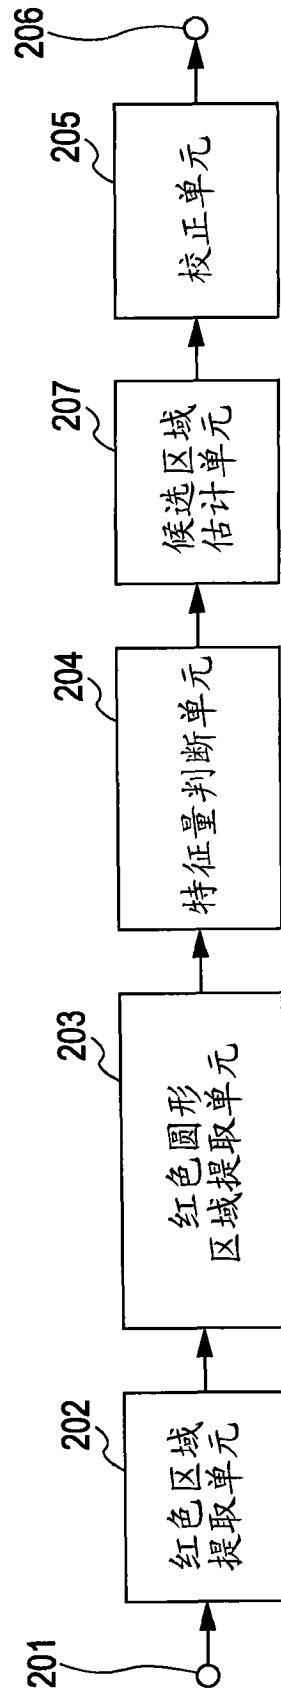 201
202
红色区域
提取单元
203
红色圆形
区域提取单元
204
特征量判断单元
207
候选区域
估计单元
205
校正单元
206